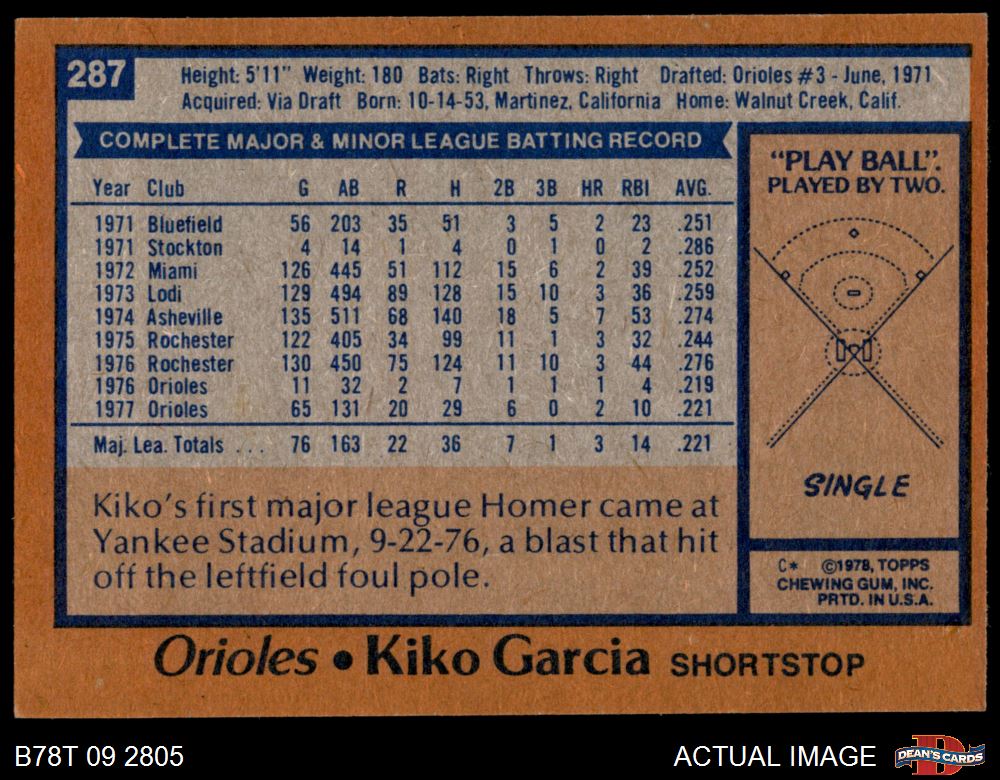 287
Height: 5'11" Weight: 180 Bats: Right Throws: Right Drafted: Orioles #3 - June, 1971
Acquired: Via Draft Born: 10-14-53, Martinez, California Home: Walnut Creek, Calif.
COMPLETE MAJOR & MINOR LEAGUE BATTING RECORD
Year Club G AB R H 2B 3B HR RBI AVG.
1971 Bluefield 56 203 35 51 3 5 2 23 .251
1971 Stockton 4 14 1 4 0 1 0 2 .286
1972 Miami 126 445 51 112 15 6 2 39 .252
1973 Lodi 129 494 89 128 15 10 3 36 .259
1974 Asheville 135 511 68 140 18 5 7 53 .274
1975 Rochester 122 405 34 99 11 1 3 32 .244
1976 Rochester 130 450 75 124 11 10 3 44 .276
1976 Orioles 11 32 2 7 1 1 1 4 .219
1977 Orioles 65 131 20 29 6 0 2 10 .221
Maj. Lea. Totals ... 76 163 22 36 7 1 3 14 .221
Kiko's first major league Homer came at
Yankee Stadium, 9-22-76, a blast that hit
off the leftfield foul pole.
"PLAY BALL".
PLAYED BY TWO.
SINGLE
C* ©1978, TOPPS
CHEWING GUM, INC.
PRTD. IN U.S.A.
Orioles • Kiko Garcia SHORTSTOP
B78T 09 2805
ACTUAL IMAGE
DEAN'S CARDS